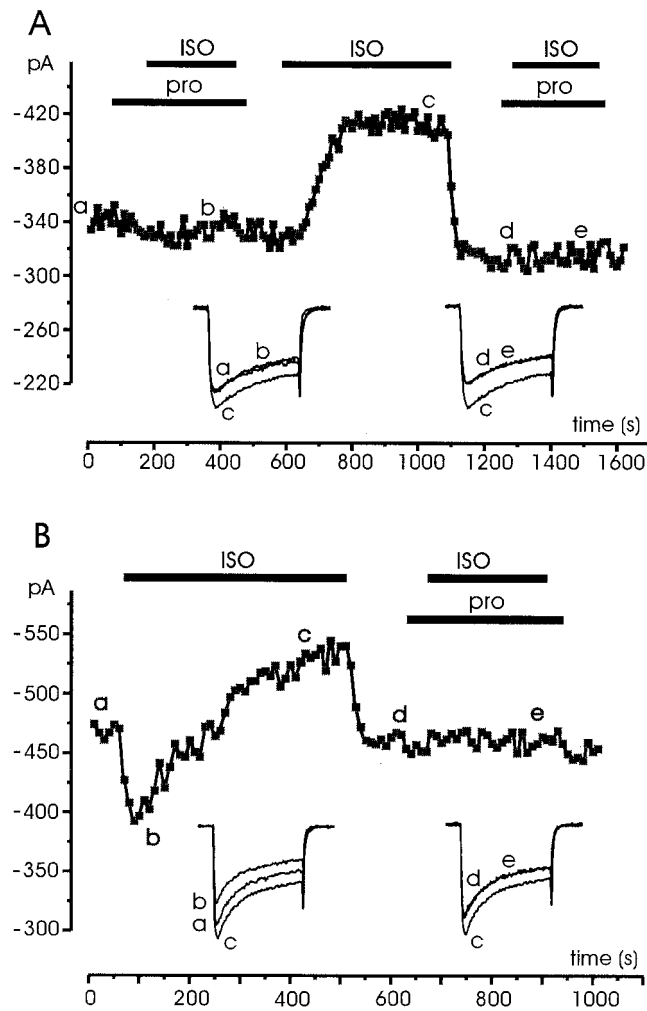 A
ISO ISO ISO
pA pro pro
-420 c
-380
a b -340 d e
-300
-260
a b d e
-220
c c
time (s)
0 200 400 600 800 1000 1200 1400 1600
B
ISO ISO
pA pro
-550 c
a
-500
d e
-450
-400
b
-350
b d e
a
-300 c c
time (s)
0 200 400 600 800 1000